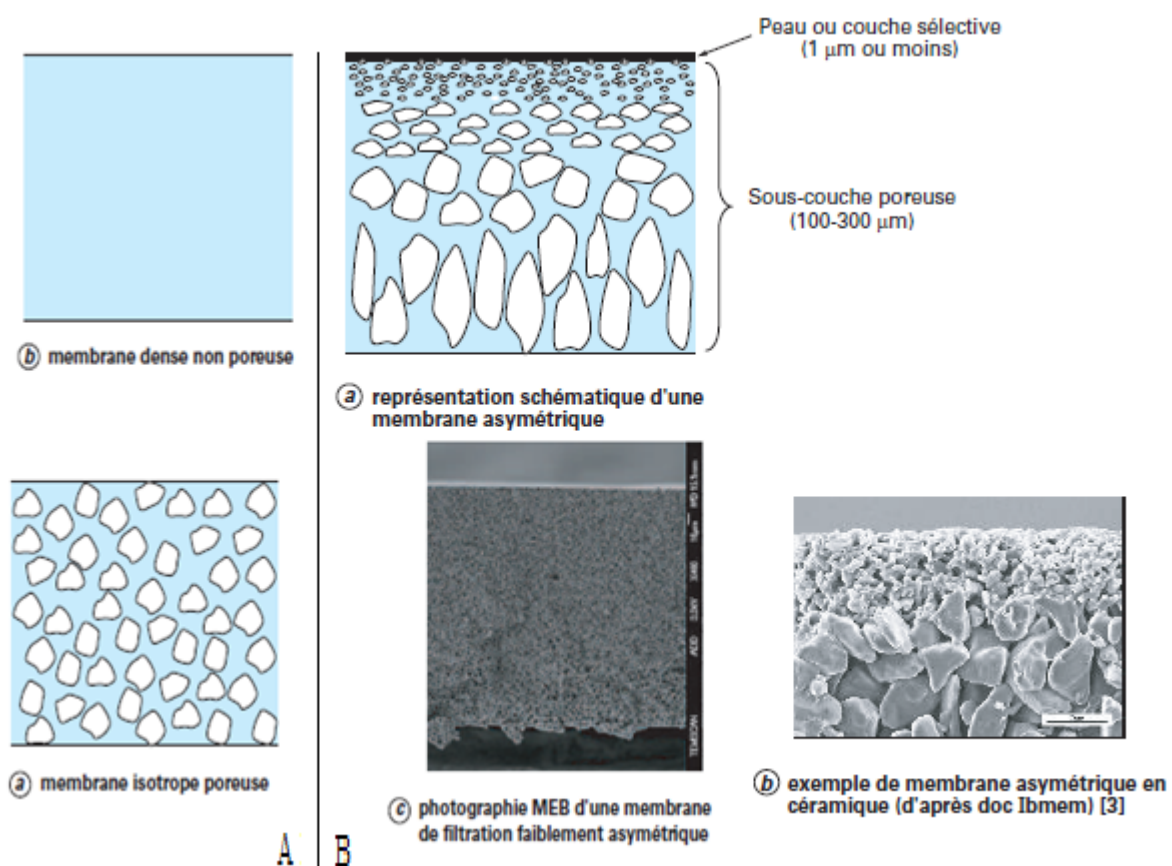 Peau ou couche sélective
(1 µm ou moins)
Sous-couche poreuse
(100-300 µm)
b membrane dense non poreuse
a représentation schématique d'une
membrane asymétrique
a membrane isotrope poreuse
c photographie MEB d'une membrane
de filtration faiblement asymétrique
b exemple de membrane asymétrique en
céramique (d'après doc Ibmem) [3]
A B